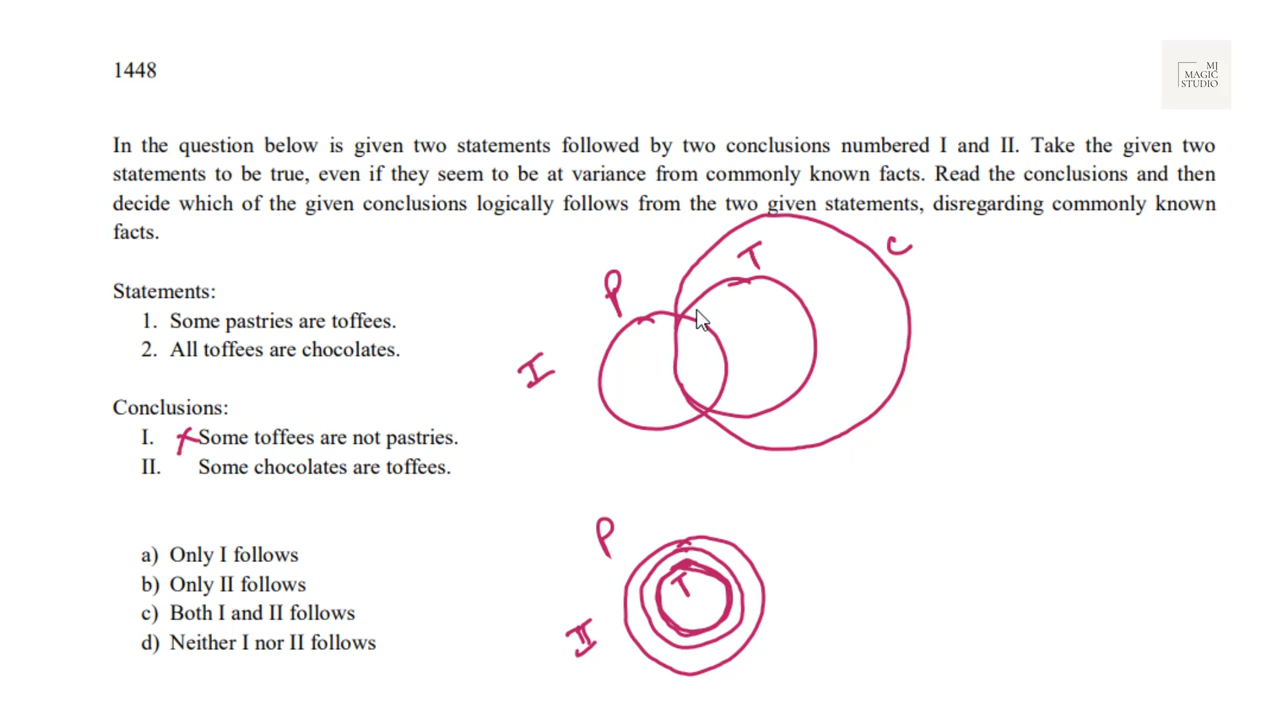 1448
MJ
MAGIC
STUDIO
In the question below is given two statements followed by two conclusions numbered I and II. Take the given two
statements to be true, even if they seem to be at variance from commonly known facts. Read the conclusions and then
decide which of the given conclusions logically follows from the two given statements, disregarding commonly known
facts.
C
T
P
Statements:
1. Some pastries are toffees.
2. All toffees are chocolates.
I
Conclusions:
I. Some toffees are not pastries.
II. Some chocolates are toffees.
P
a) Only I follows
T
b) Only II follows
c) Both I and II follows
II
d) Neither I nor II follows